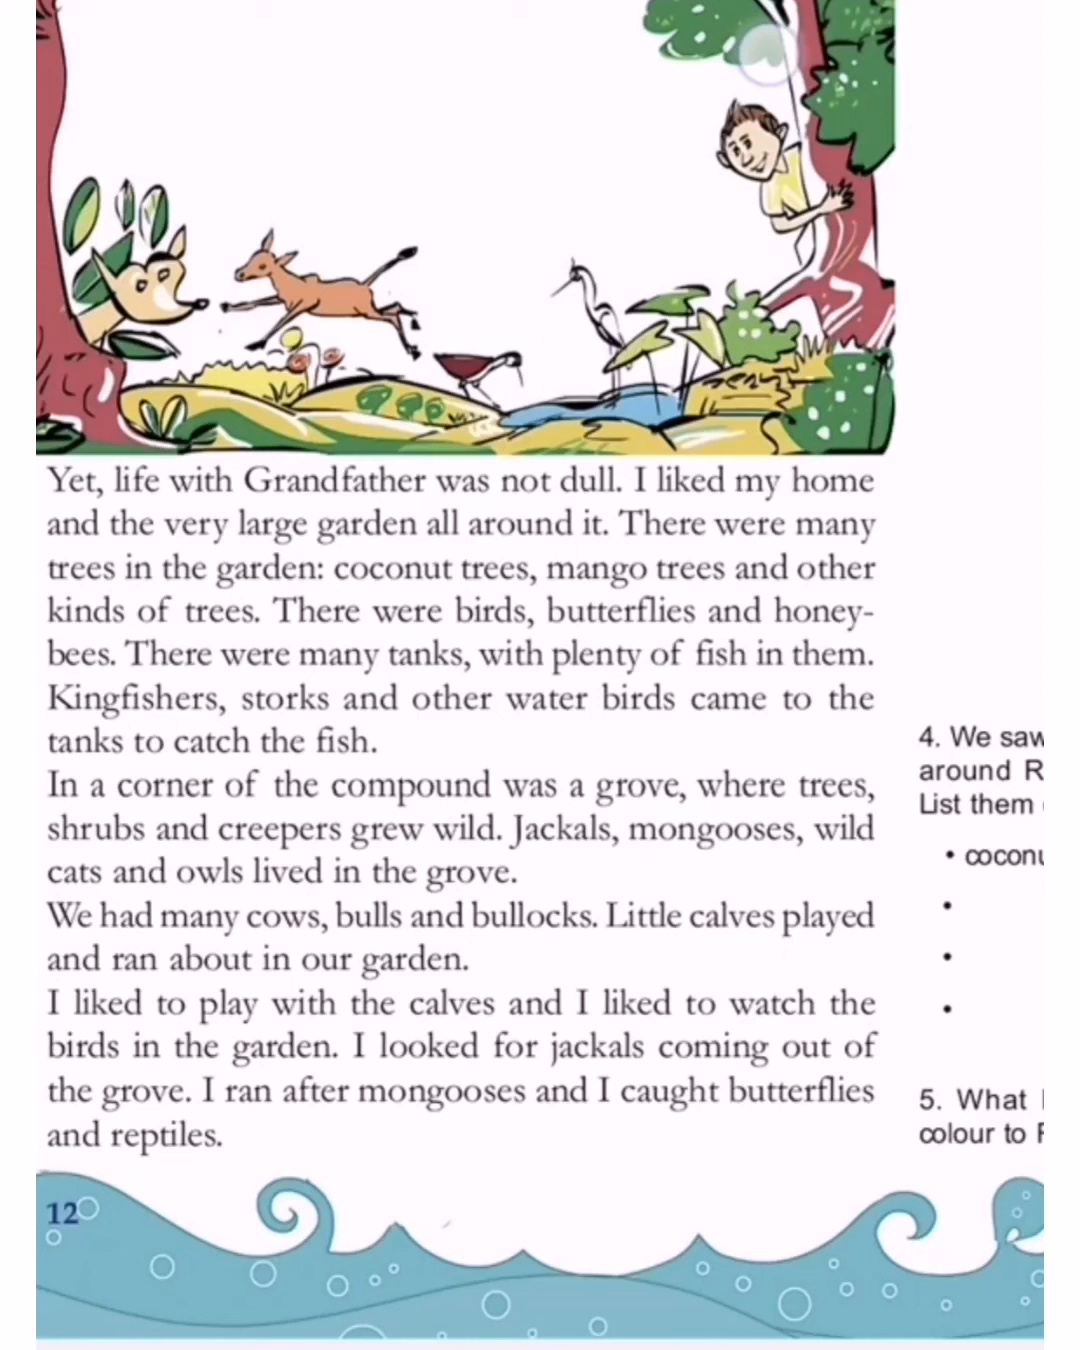 Yet, life with Grandfather was not dull. I liked my home
and the very large garden all around it. There were many
trees in the garden: coconut trees, mango trees and other
kinds of trees. There were birds, butterflies and honey-
bees. There were many tanks, with plenty of fish in them.
Kingfishers, storks and other water birds came to the
tanks to catch the fish.
In a corner of the compound was a grove, where trees,
shrubs and creepers grew wild. Jackals, mongooses, wild
cats and owls lived in the grove.
We had many cows, bulls and bullocks. Little calves played
and ran about in our garden.
I liked to play with the calves and I liked to watch the
birds in the garden. I looked for jackals coming out of
the grove. I ran after mongooses and I caught butterflies
and reptiles.
4. We saw
around
List them
•
•
•
•
5. What
colour to
12